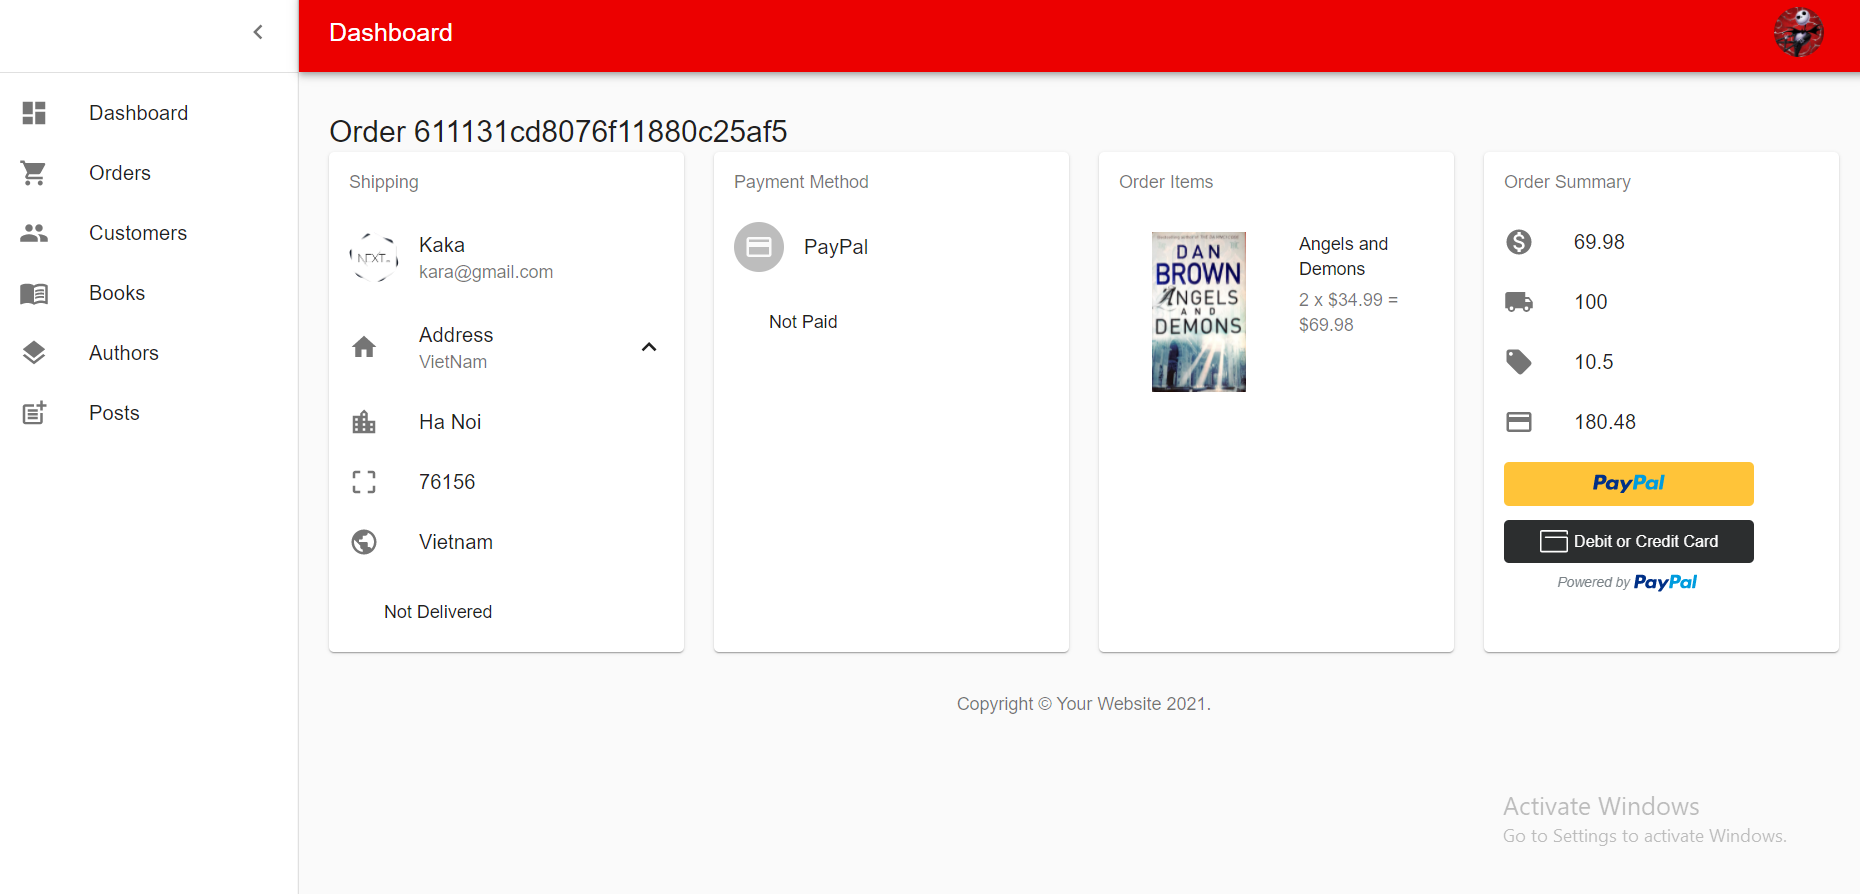 Dashboard
Dashboard
Orders
Customers
Books
Authors
Posts
Order 611131cd8076f11880c25af5
Shipping
NEXT
Kaka
kara@gmail.com
Address
VietNam
Ha Noi
76156
Vietnam
Not Delivered
Payment Method
PayPal
Not Paid
Order Items
DAN
BROWN
ANGELS
AND
DEMONS
Angels and
Demons
2 x $34.99 =
$69.98
Order Summary
69.98
100
10.5
180.48
PayPal
Debit or Credit Card
Powered by PayPal
Copyright © Your Website 2021.
Activate Windows
Go to Settings to activate Windows.